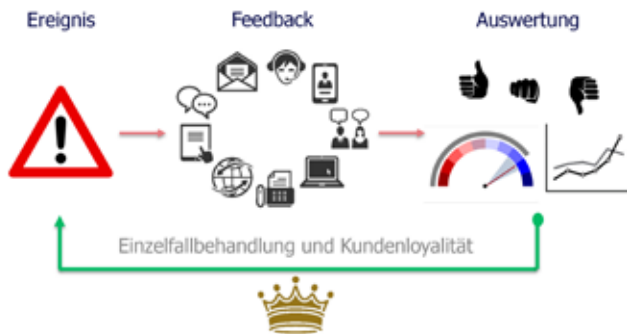 Ereignis
Feedback
Auswertung
Einzelfallbehandlung und Kundenloyalität